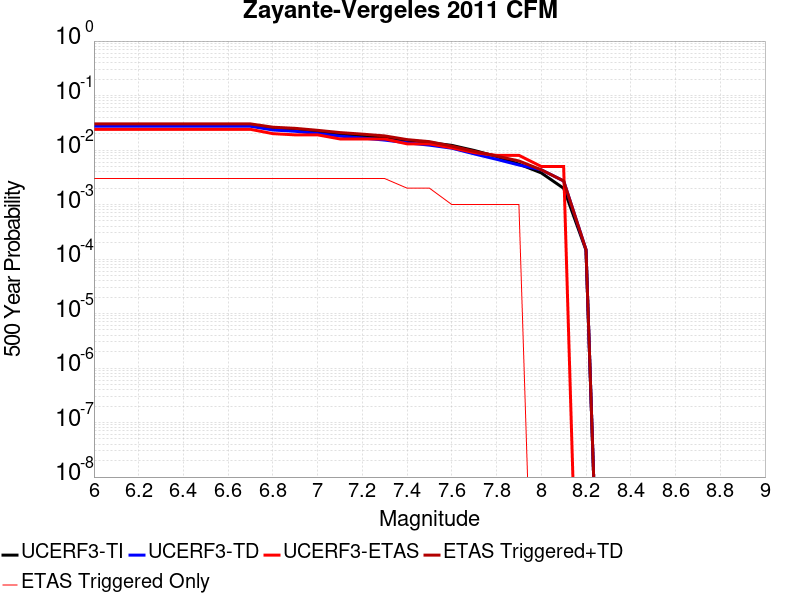 Zayante-Vergeles 2011 CFM
10^0
10^-1
10^-2
10^-3
10^-4
10^-5
10^-6
10^-7
10^-8
500 Year Probability
6 6.2 6.4 6.6 6.8 7 7.2 7.4 7.6 7.8 8 8.2 8.4 8.6 8.8 9
Magnitude
UCERF3-TI UCERF3-TD UCERF3-ETAS ETAS Triggered+TD
ETAS Triggered Only